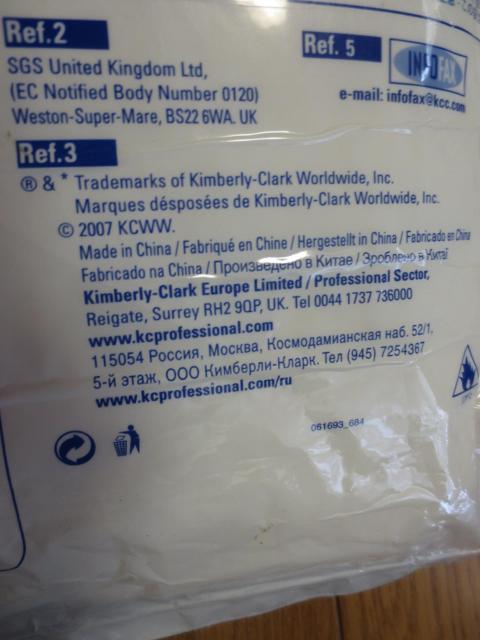 Ref.2
SGS United Kingdom Ltd,
(EC Notified Body Number 0120)
Weston-Super-Mare, BS22 6WA. UK
Ref. 5
INFOFAX
e-mail: infofax@kcc.com
Ref.3
® & * Trademarks of Kimberly-Clark Worldwide, Inc.
Marques désposées de Kimberly-Clark Worldwide, Inc.
© 2007 KCWW.
Made in China / Fabriqué en Chine / Hergestellt in China / Fabricado en China
Fabricado na China / Произведено в Китае / Зроблено в Китаї
Kimberly-Clark Europe Limited / Professional Sector,
Reigate, Surrey RH2 9QP, UK. Tel 0044 1737 736000
www.kcprofessional.com
115054 Россия, Москва, Космодамианская наб. 52/1,
5-й этаж, ООО Кимберли-Кларк. Тел (945) 7254367
www.kcprofessional.com/ru
061693_684